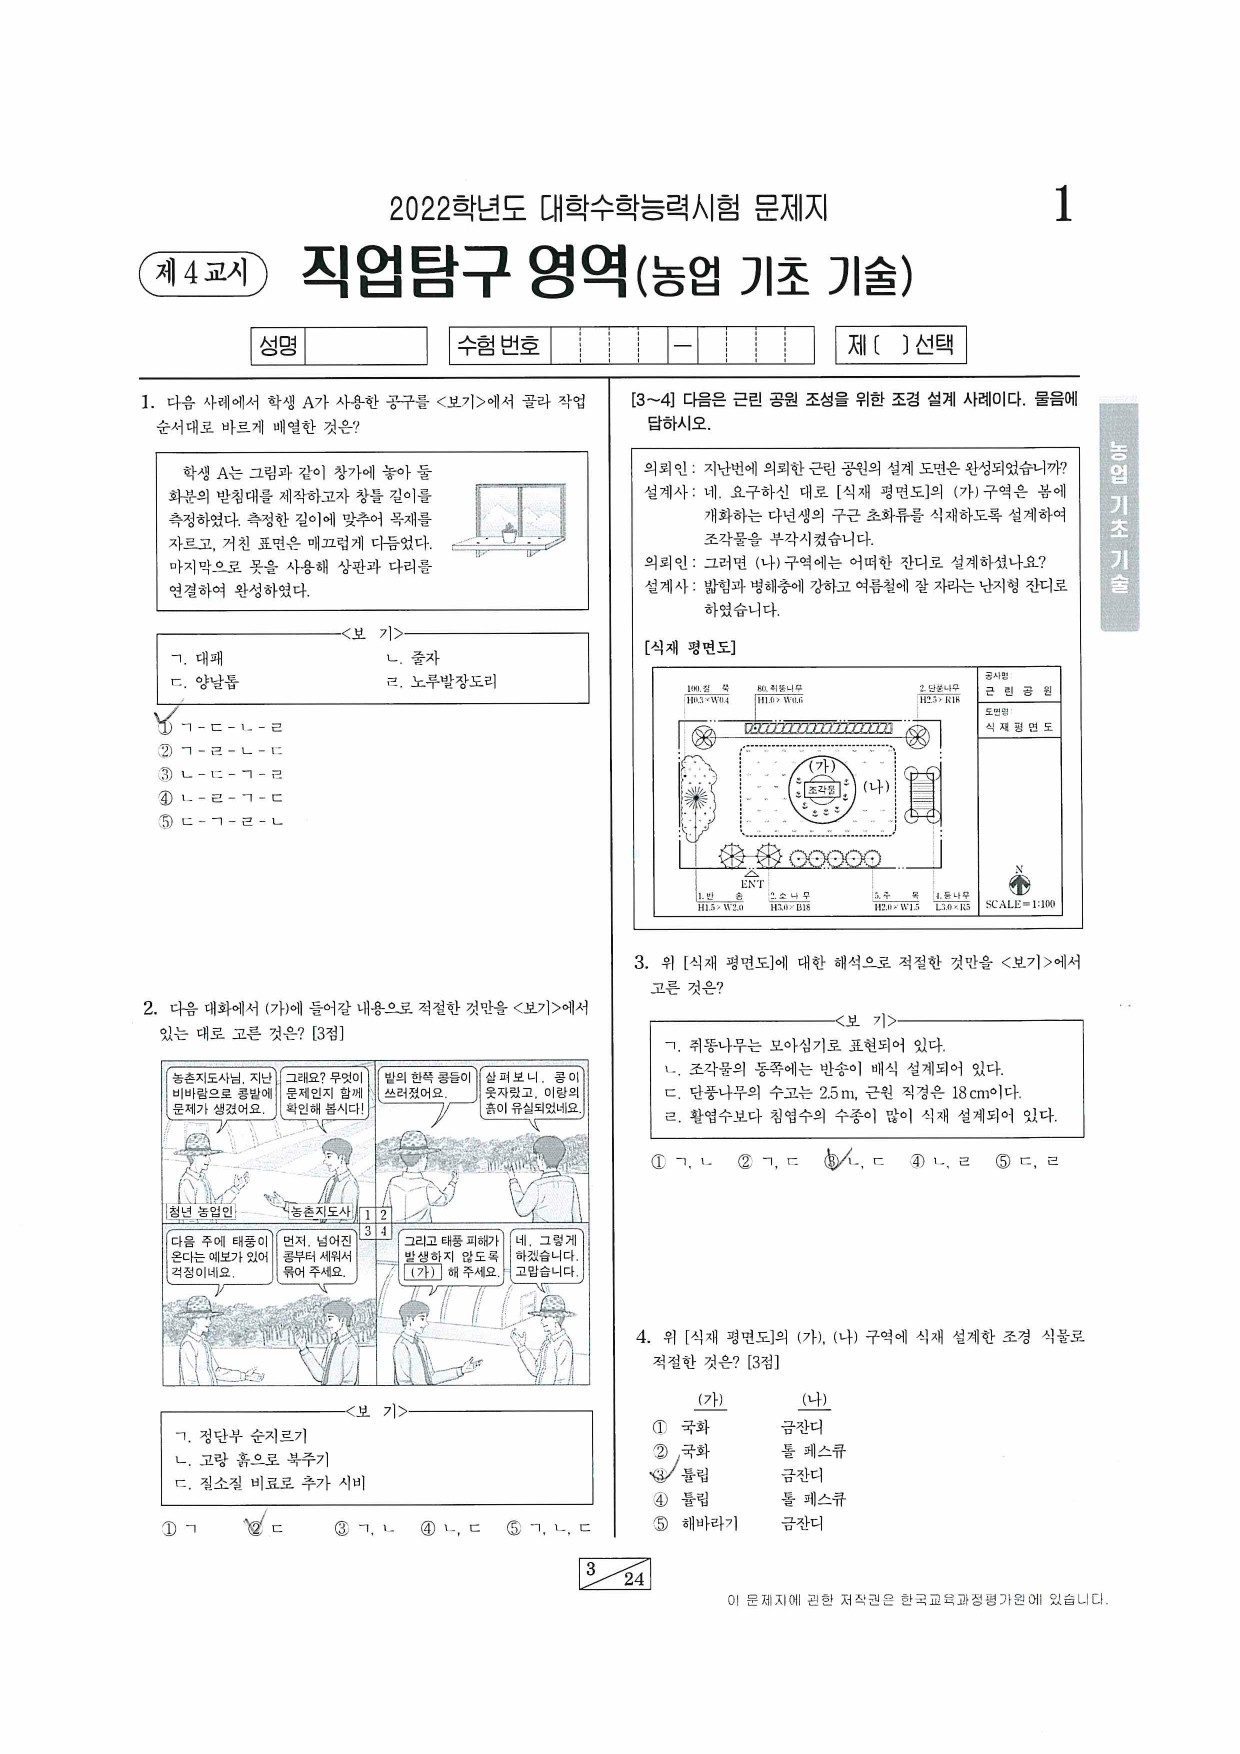 2022학년도 대학수학능력시험 문제지
1
제 4 교시
직업탐구 영역(농업 기초 기술)
성명
수험 번호
—
제 ( ) 선택
1. 다음 사례에서 학생 A가 사용한 공구를 <보기>에서 골라 작업
순서대로 바르게 배열한 것은?
학생 A는 그림과 같이 창가에 놓아 둘
화분의 받침대를 제작하고자 창틀 길이를
측정하였다. 측정한 길이에 맞추어 목재를
자르고, 거친 표면은 매끄럽게 다듬었다.
마지막으로 못을 사용해 상판과 다리를
연결하여 완성하였다.
<보 기>
ㄱ. 대패 ㄴ. 줄자
ㄷ. 양날톱 ㄹ. 노루발장도리
① ㄱ - ㄷ - ㄴ - ㄹ
② ㄱ - ㄹ - ㄴ - ㄷ
③ ㄴ - ㄷ - ㄱ - ㄹ
④ ㄴ - ㄹ - ㄱ - ㄷ
⑤ ㄷ - ㄱ - ㄹ - ㄴ
2. 다음 대화에서 (가)에 들어갈 내용으로 적절한 것만을 <보기>에서
있는 대로 고른 것은? [3점]
농촌지도사님, 지난
비바람으로 콩밭에
문제가 생겼어요.
그래요? 무엇이
문제인지 함께
확인해 봅시다!
청년 농업인
농촌지도사
밭의 한쪽 콩들이
쓰러졌어요.
살펴보니, 콩이
웃자랐고, 이랑의
흙이 유실되었네요.
1 2
3 4
다음 주에 태풍이
온다는 예보가 있어
걱정이네요.
먼저, 넘어진
콩부터 세워서
묶어 주세요.
그리고 태풍 피해가
발생하지 않도록
(가) 해 주세요.
네, 그렇게
하겠습니다.
고맙습니다.
<보 기>
ㄱ. 정단부 순지르기
ㄴ. 고랑 흙으로 북주기
ㄷ. 질소질 비료로 추가 시비
① ㄱ ② ㄷ ③ ㄱ, ㄴ ④ ㄴ, ㄷ ⑤ ㄱ, ㄴ, ㄷ
[3~4] 다음은 근린 공원 조성을 위한 조경 설계 사례이다. 물음에
답하시오.
의뢰인 : 지난번에 의뢰한 근린 공원의 설계 도면은 완성되었습니까?
설계사 : 네. 요구하신 대로 [식재 평면도]의 (가) 구역은 봄에
개화하는 다년생의 구근 초화류를 식재하도록 설계하여
조각물을 부각시켰습니다.
의뢰인 : 그러면 (나) 구역에는 어떠한 잔디로 설계하셨나요?
설계사 : 밟힘과 병해충에 강하고 여름철에 잘 자라는 난지형 잔디로
하였습니다.
[식재 평면도]
100.철 쭉
H0.3×W0.4
80.쥐똥나무
H1.0×W0.6
2.단풍나무
H2.5×R18
공사명:
근 린 공 원
도면명:
식 재 평 면 도
(가)
조각물
(나)
ENT
1.반 송
H1.5×W2.0
2.소 나 무
H3.0×B18
5.주 목
H2.0×W1.5
4.등나무
L3.0×R5
N
SCALE=1:100
3. 위 [식재 평면도]에 대한 해석으로 적절한 것만을 <보기>에서
고른 것은?
<보 기>
ㄱ. 쥐똥나무는 모아심기로 표현되어 있다.
ㄴ. 조각물의 동쪽에는 반송이 배식 설계되어 있다.
ㄷ. 단풍나무의 수고는 2.5m, 근원 직경은 18cm이다.
ㄹ. 활엽수보다 침엽수의 수종이 많이 식재 설계되어 있다.
① ㄱ, ㄴ ② ㄱ, ㄷ ③ ㄴ, ㄷ ④ ㄴ, ㄹ ⑤ ㄷ, ㄹ
4. 위 [식재 평면도]의 (가), (나) 구역에 식재 설계한 조경 식물로
적절한 것은? [3점]
(가) (나)
① 국화 금잔디
② 국화 톨 페스큐
③ 튤립 금잔디
④ 튤립 톨 페스큐
⑤ 해바라기 금잔디
농업 기초 기술
3
24
이 문제지에 관한 저작권은 한국교육과정평가원에 있습니다.